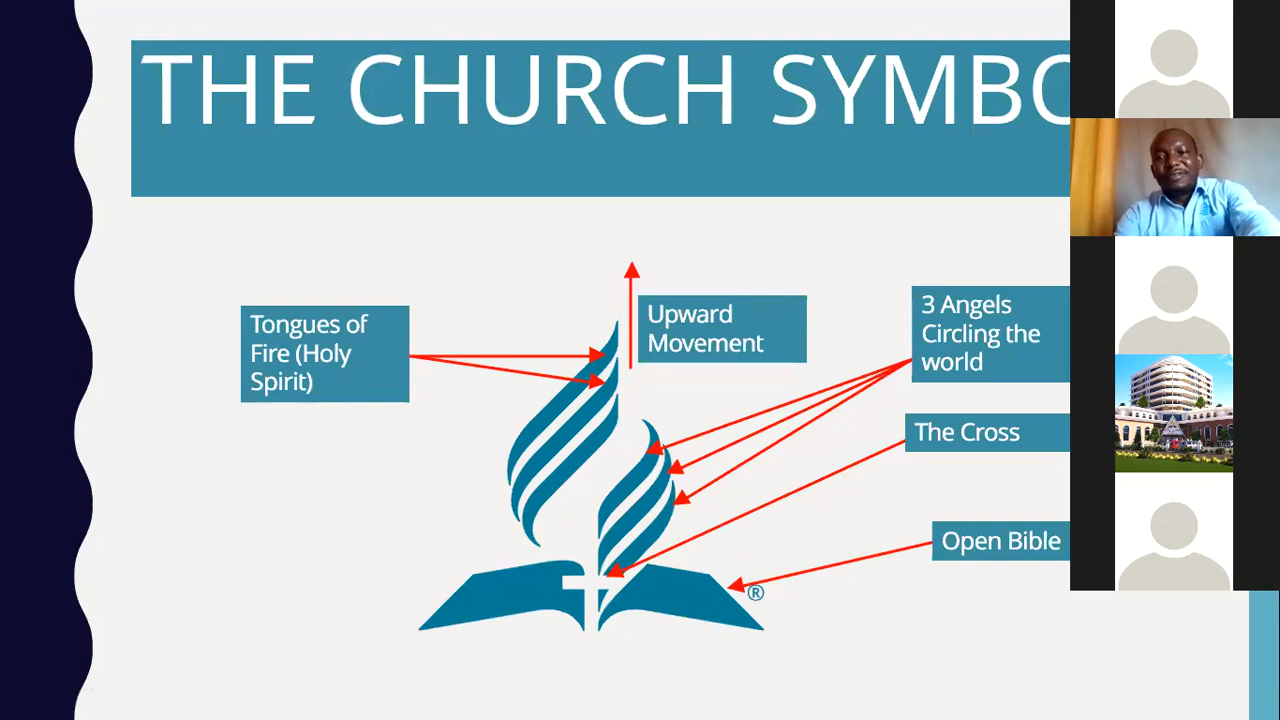 THE CHURCH SYMBO
Tongues of
Fire (Holy
Spirit)
Upward
Movement
3 Angels
Circling the
world
The Cross
Open Bible
®